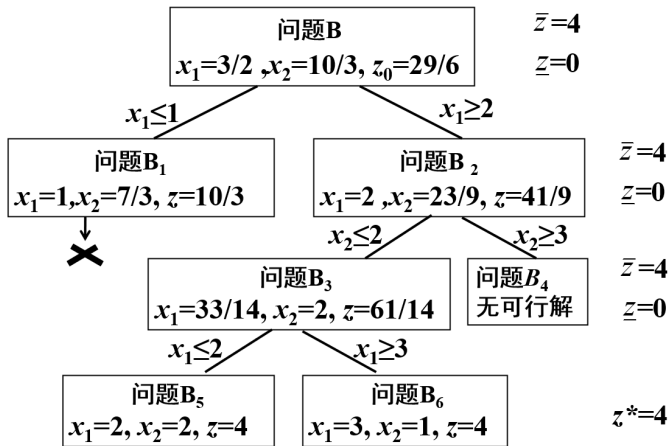 问题B
x₁=3/2 ,x₂=10/3, z₀=29/6
z̅=4
z̲=0
x₁≤1
x₁≥2
问题B₁
x₁=1,x₂=7/3, z=10/3
问题B ₂
x₁=2 ,x₂=23/9, z=41/9
z̅=4
z̲=0
x₂≤2
x₂≥3
问题B₃
x₁=33/14, x₂=2, z=61/14
问题B₄
无可行解
z̅=4
z̲=0
x₁≤2
x₁≥3
问题B₅
x₁=2, x₂=2, z=4
问题B₆
x₁=3, x₂=1, z=4
z*=4